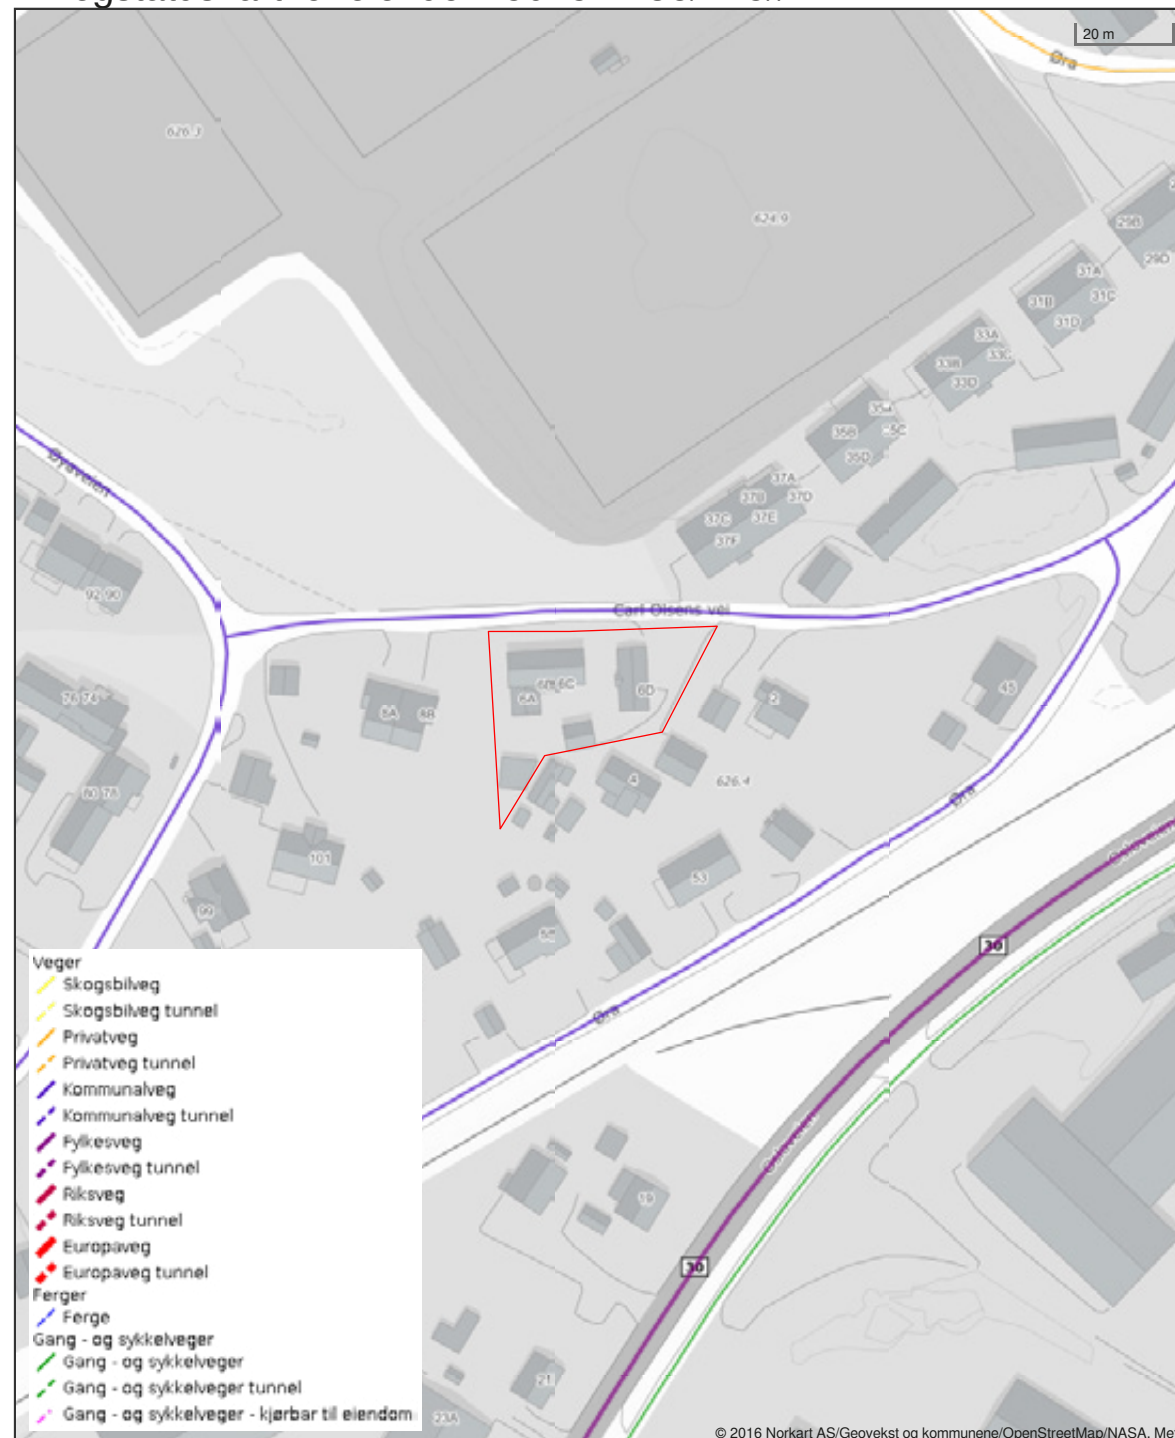 20 m
Øra
626.3
624.9
29B
29D
31A
31B
31C
31D
33A
33B
33C
33D
35B
35D
37A
37B
37D
37C
37E
37F
Øyaveien
92 90
Carl Olsens vei
76 74
6A
6D
8A
8B
2
45
4
626.4
80 78
Øra
101
53
99
Osloveien
30
Øra
Veger
Skogsbilveg
Skogsbilveg tunnel
Privatveg
Privatveg tunnel
Kommunalveg
Kommunalveg tunnel
Fylkesveg
Fylkesveg tunnel
Riksveg
Riksveg tunnel
Europaveg
Europaveg tunnel
Ferger
Ferge
Gang - og sykkelveger
Gang - og sykkelveger
Gang - og sykkelveger tunnel
Gang - og sykkelveger - kjørbar til eiendom
Osloveien
19
30
21
23A
© 2016 Norkart AS/Geovekst og kommunene/OpenStreetMap/NASA, Me